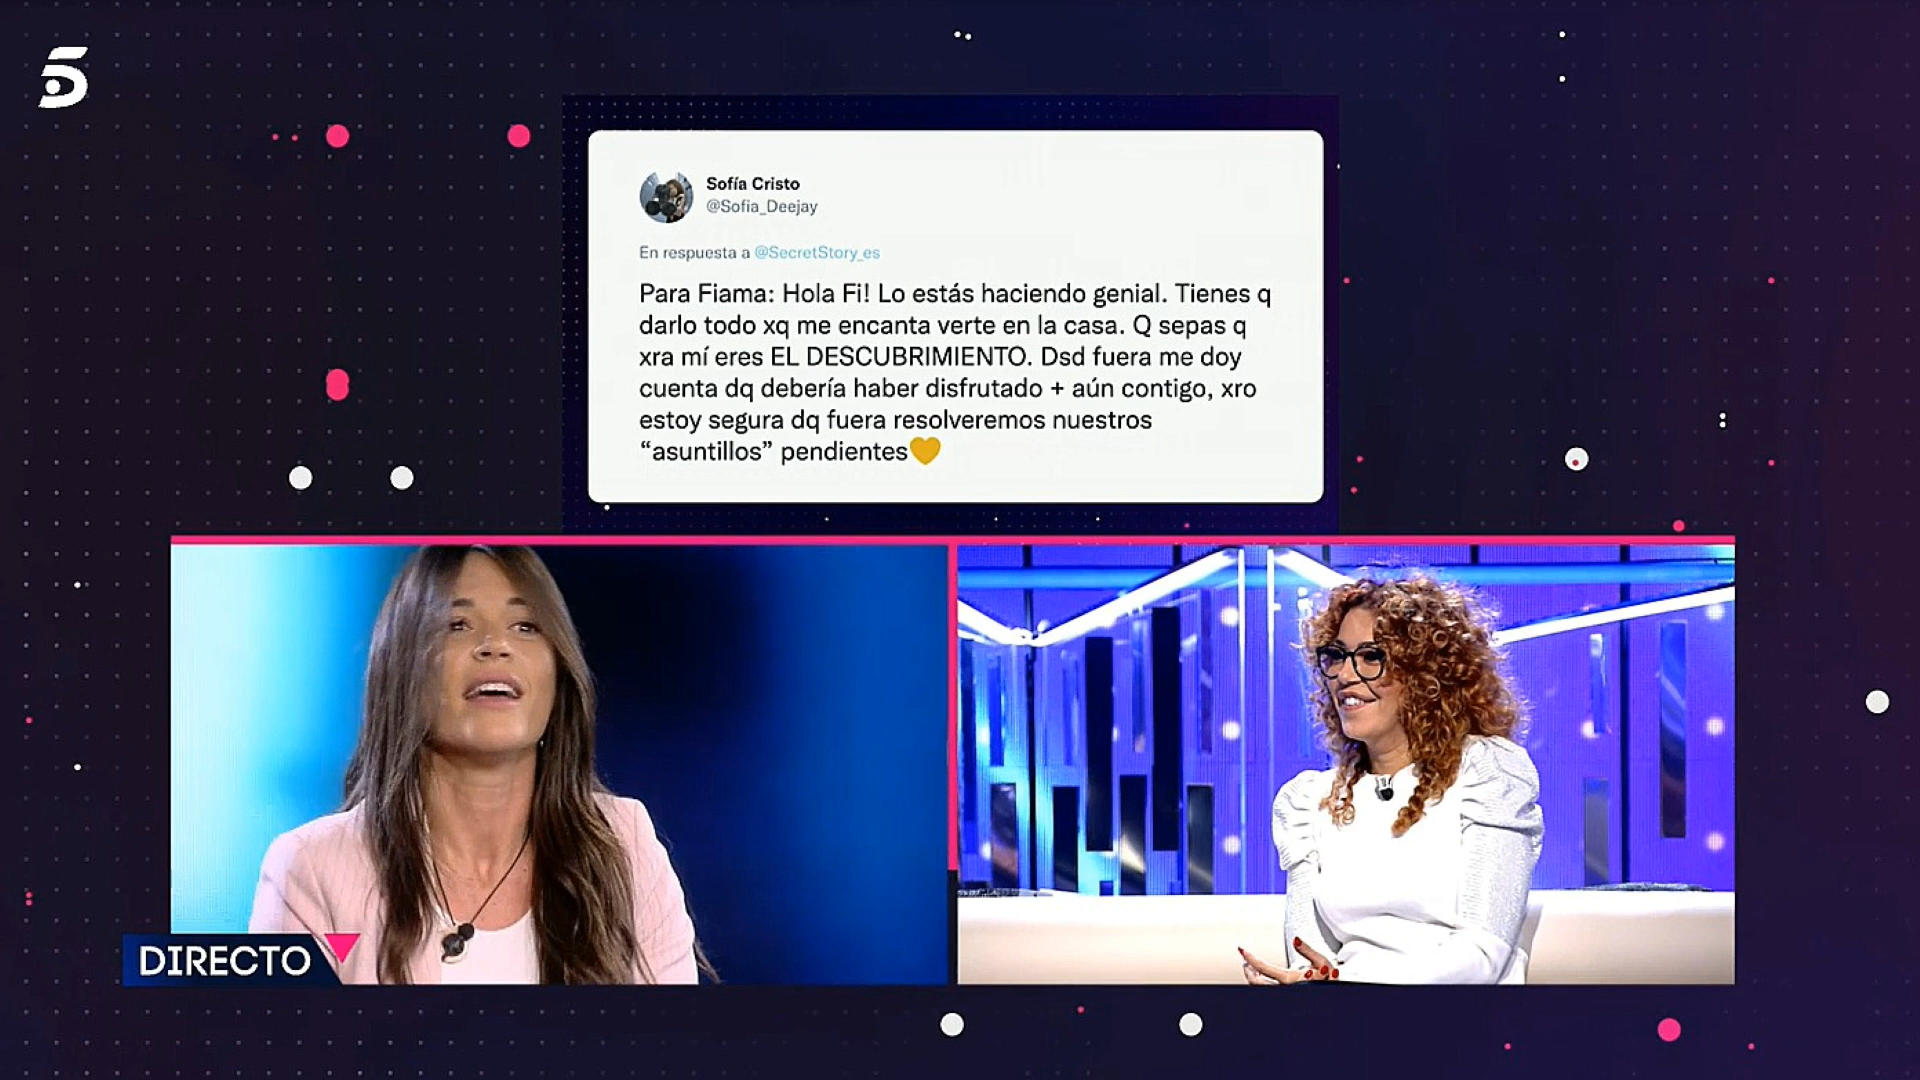 5
Sofía Cristo
@Sofia_Deejay
En respuesta a @SecretStory_es
Para Fiama: Hola Fi! Lo estás haciendo genial. Tienes q
darlo todo xq me encanta verte en la casa. Q sepas q
xra mí eres EL DESCUBRIMIENTO. Dsd fuera me doy
cuenta dq debería haber disfrutado + aún contigo, xro
estoy segura dq fuera resolveremos nuestros
“asuntillos” pendientes💛
DIRECTO